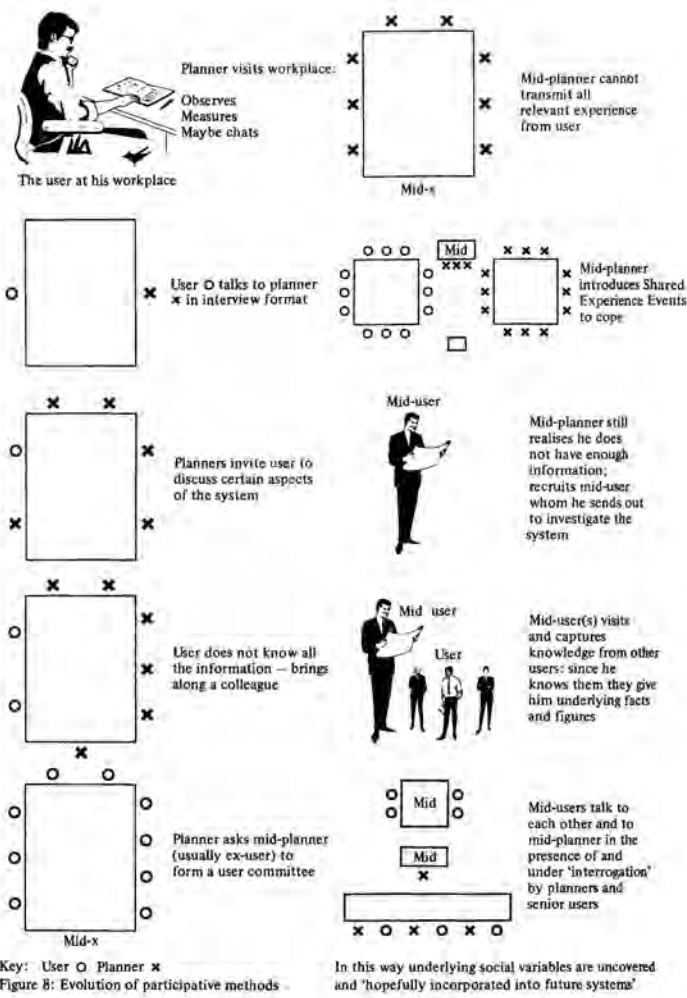 Planner visits workplace:
Observes
Measures
Maybe chats
The user at his workplace
User O talks to planner
x in interview format
Planners invite user to
discuss certain aspects
of the system
User does not know all
the information — brings
along a colleague
Planner asks mid-planner
(usually ex-user) to
form a user committee
Mid-x
Mid-planner cannot
transmit all
relevant experience
from user
Mid-x
Mid
Mid-planner
introduces Shared
Experience Events
to cope
Mid-user
Mid-planner still
realises he does
not have enough
information;
recruits mid-user
whom he sends out
to investigate the
system
Mid user
User
Mid-user(s) visits
and captures
knowledge from other
users: since he
knows them they give
him underlying facts
and figures
Mid
Mid
Mid-users talk to
each other and to
mid-planner in the
presence of and
under 'interrogation'
by planners and
senior users
x O x O x O
Key: User O Planner x
Figure 8: Evolution of participative methods
In this way underlying social variables are uncovered
and 'hopefully incorporated into future systems'